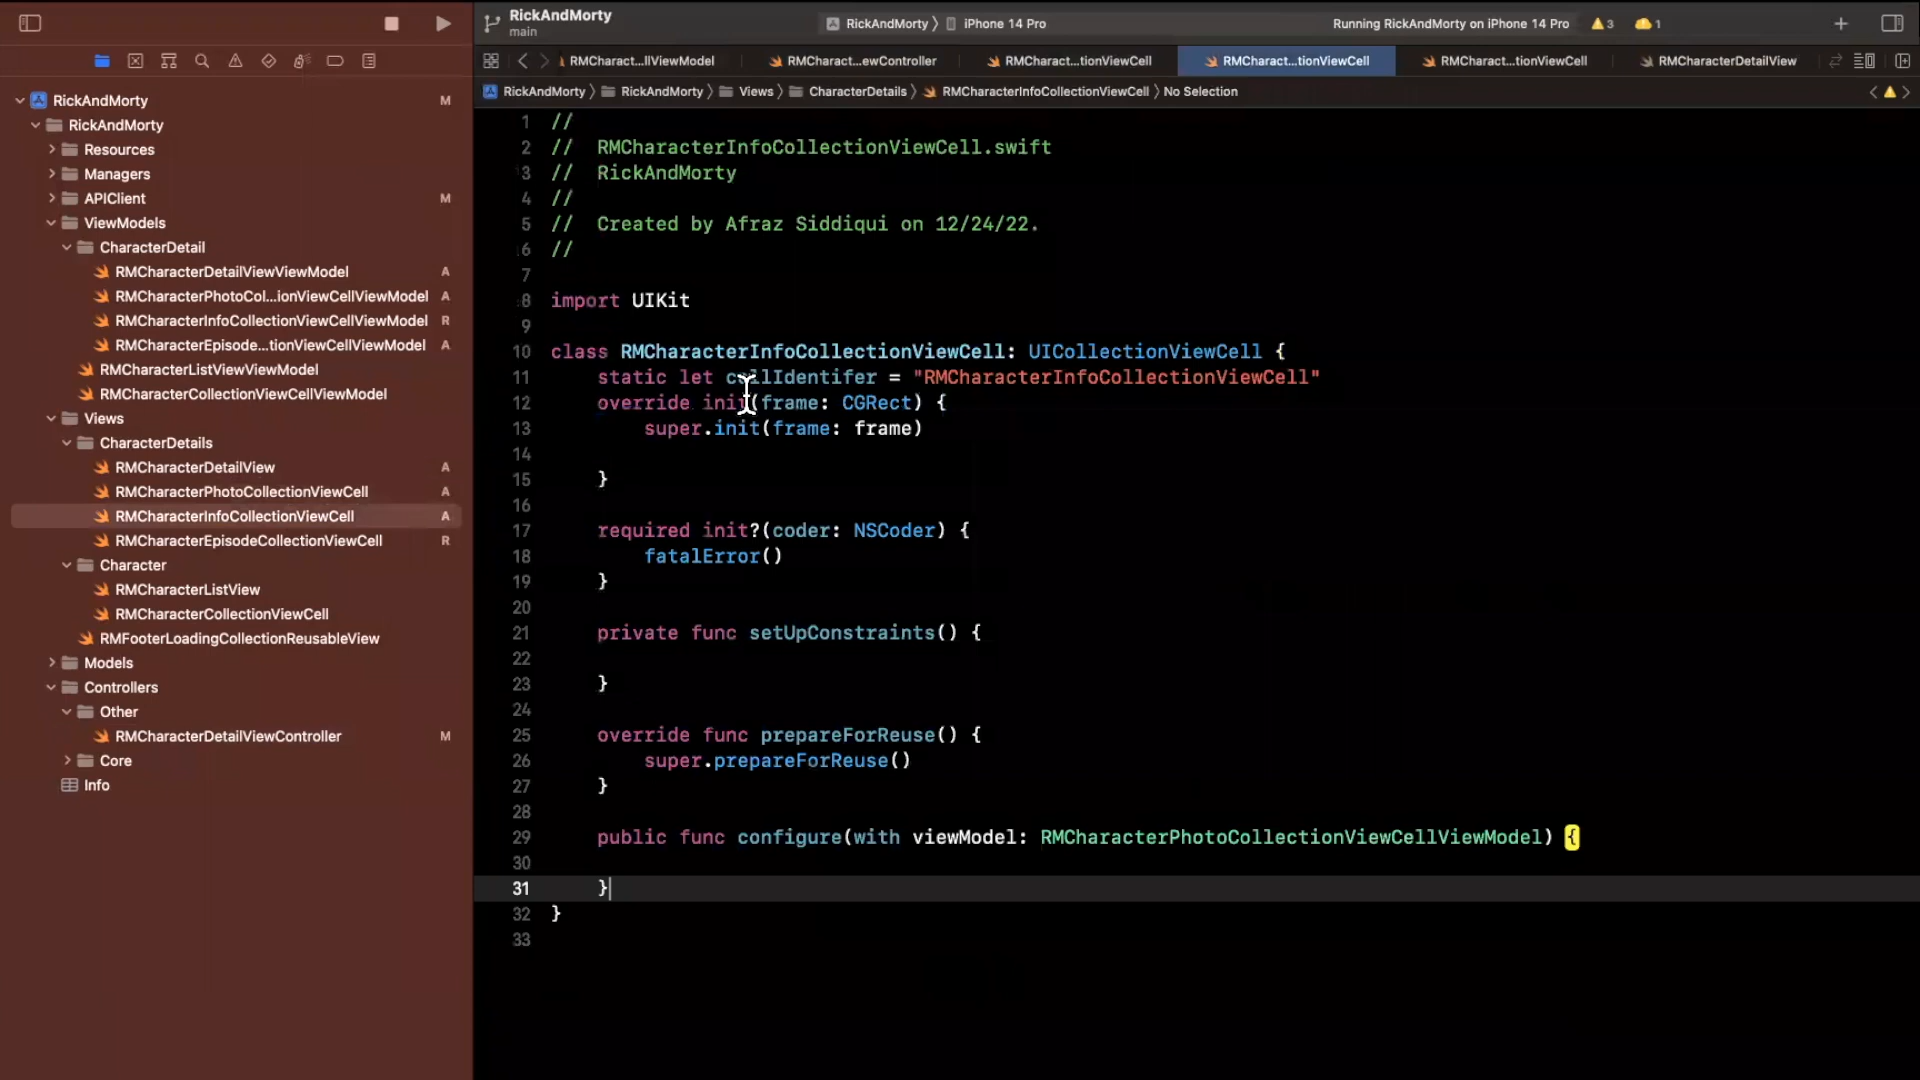 RickAndMorty
main
RickAndMorty
iPhone 14 Pro
Running RickAndMorty on iPhone 14 Pro
3
1
RMCharact...llViewModel
RMCharact...ewController
RMCharact...tionViewCell
RMCharact...tionViewCell
RMCharact...tionViewCell
RMCharacterDetailView
RickAndMorty
RickAndMorty
Views
CharacterDetails
RMCharacterInfoCollectionViewCell
No Selection
RickAndMorty M
RickAndMorty
Resources
Managers
APIClient M
ViewModels
CharacterDetail
RMCharacterDetailViewViewModel A
RMCharacterPhotoCol...ionViewCellViewModel A
RMCharacterInfoCollectionViewCellViewModel R
RMCharacterEpisode...tionViewCellViewModel A
RMCharacterListViewViewModel
RMCharacterCollectionViewCellViewModel
Views
CharacterDetails
RMCharacterDetailView A
RMCharacterPhotoCollectionViewCell A
RMCharacterInfoCollectionViewCell A
RMCharacterEpisodeCollectionViewCell R
Character
RMCharacterListView
RMCharacterCollectionViewCell
RMFooterLoadingCollectionReusableView
Models
Controllers
Other
RMCharacterDetailViewController M
Core
Info
1 //
2 //  RMCharacterInfoCollectionViewCell.swift
3 //  RickAndMorty
4 //
5 //  Created by Afraz Siddiqui on 12/24/22.
6 //
7
8 import UIKit
9
10 class RMCharacterInfoCollectionViewCell: UICollectionViewCell {
11     static let cellIdentifer = "RMCharacterInfoCollectionViewCell"
12     override init(frame: CGRect) {
13         super.init(frame: frame)
14
15     }
16
17     required init?(coder: NSCoder) {
18         fatalError()
19     }
20
21     private func setUpConstraints() {
22
23     }
24
25     override func prepareForReuse() {
26         super.prepareForReuse()
27     }
28
29     public func configure(with viewModel: RMCharacterPhotoCollectionViewCellViewModel) {
30
31     }
32 }
33